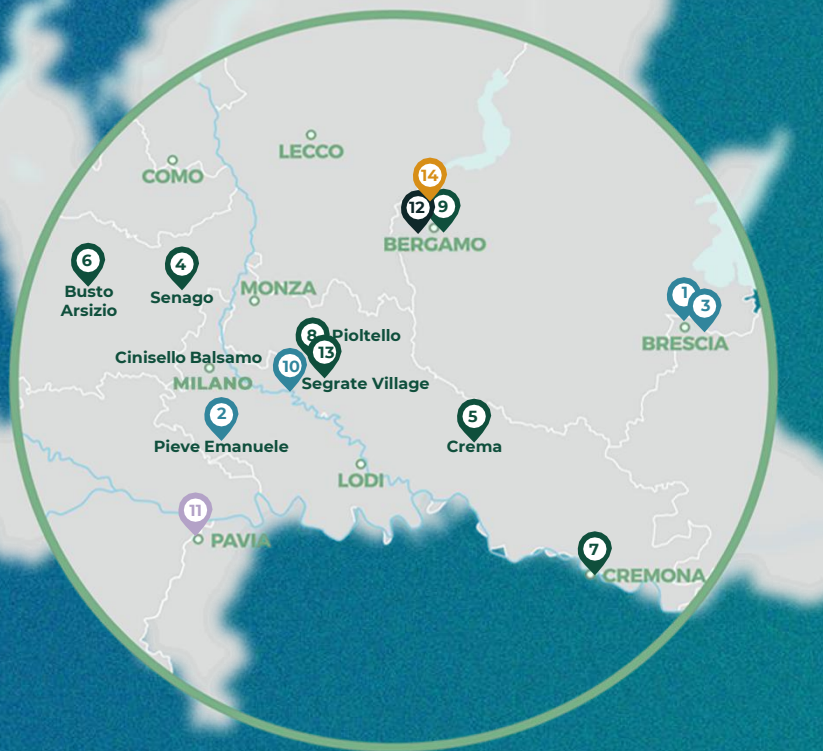 LECCO
COMO
14
12
9
BERGAMO
6
Busto
Arsizio
4
Senago
MONZA
1
3
BRESCIA
8
Pioltello
13
Cinisello Balsamo
10
MILANO
Segrate Village
2
Pieve Emanuele
5
Crema
LODI
11
PAVIA
7
CREMONA